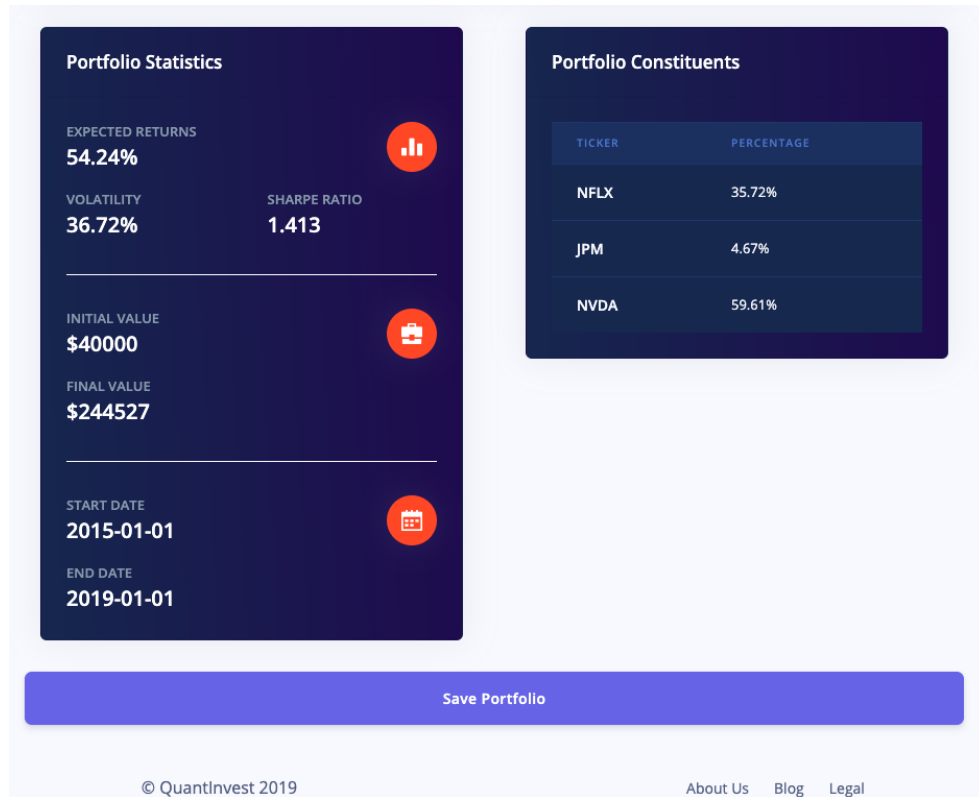 Portfolio Statistics
EXPECTED RETURNS
54.24%
VOLATILITY SHARPE RATIO
36.72% 1.413
INITIAL VALUE
$40000
FINAL VALUE
$244527
START DATE
2015-01-01
END DATE
2019-01-01
Portfolio Constituents
TICKER PERCENTAGE
NFLX 35.72%
JPM 4.67%
NVDA 59.61%
Save Portfolio
© QuantInvest 2019 About Us Blog Legal